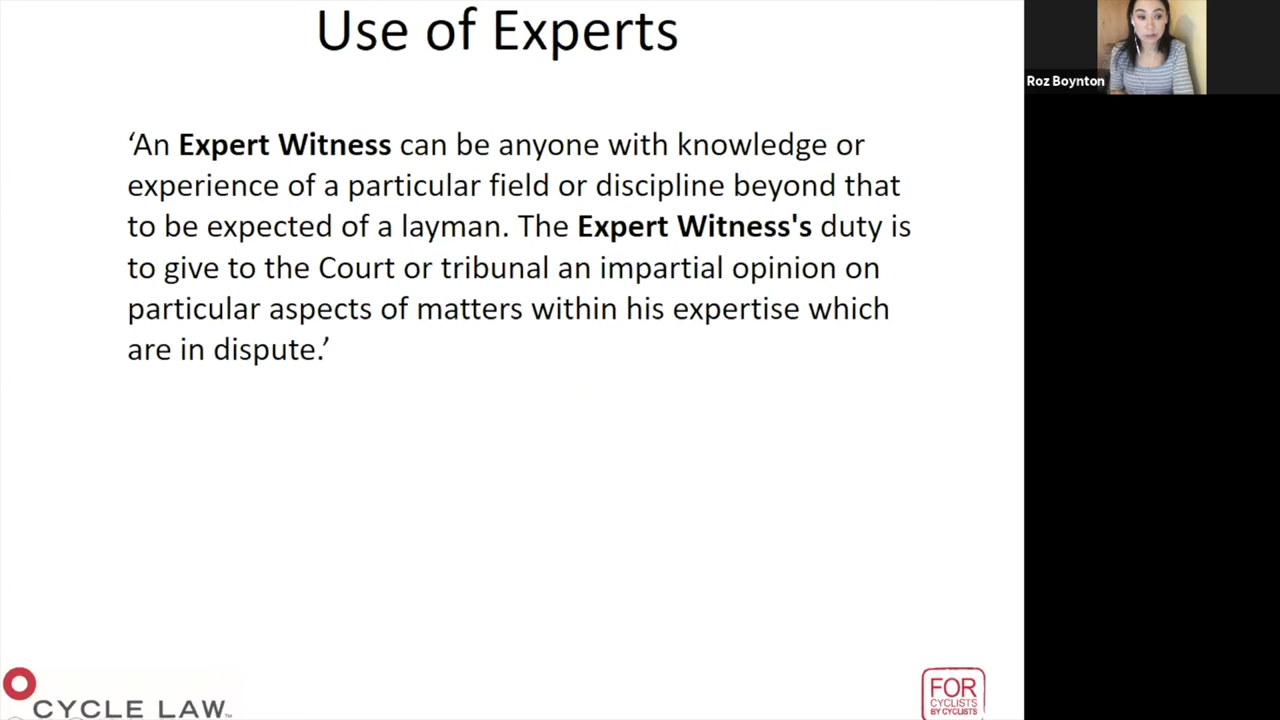 Use of Experts
Roz Boynton
‘An Expert Witness can be anyone with knowledge or
experience of a particular field or discipline beyond that
to be expected of a layman. The Expert Witness's duty is
to give to the Court or tribunal an impartial opinion on
particular aspects of matters within his expertise which
are in dispute.’
CYCLE LAW™
FOR
CYCLISTS
BY CYCLISTS